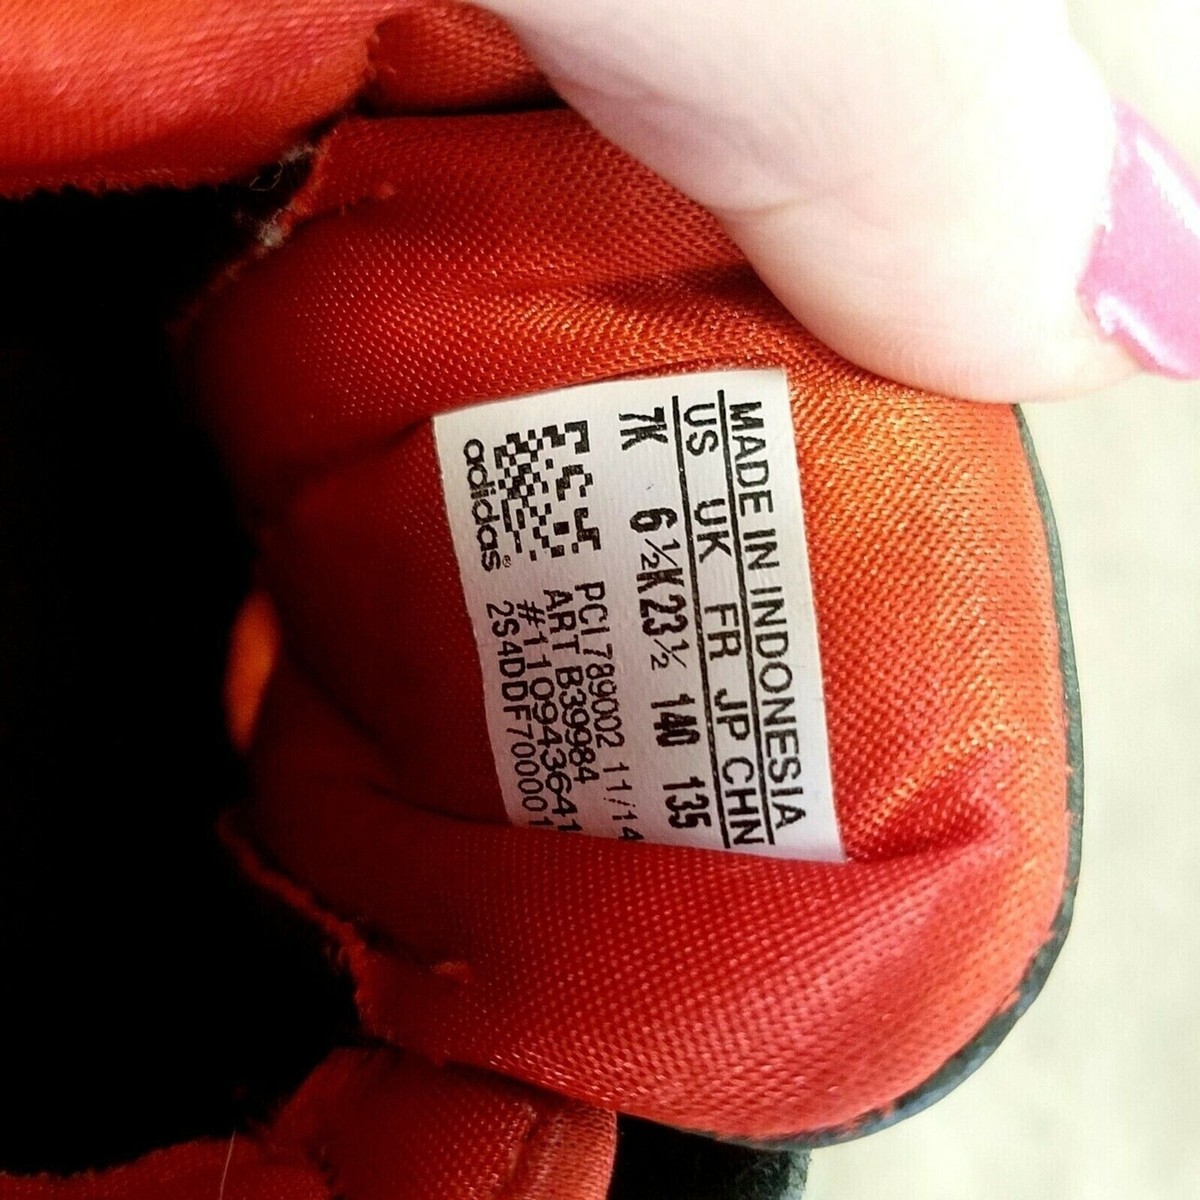 MADE IN INDONESIA
US UK FR JP CHN
7K 6½K 23½ 140 135
adidas®
PCI789002 11/14
ART B39984
#110943641
2S4DDF700001